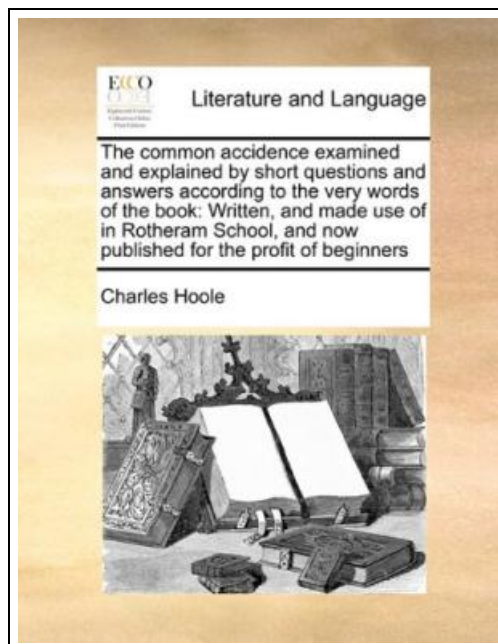 ECCO
Literature and Language
The common accidence examined
and explained by short questions and
answers according to the very words
of the book: Written, and made use of
in Rotheram School, and now
published for the profit of beginners
Charles Hoole